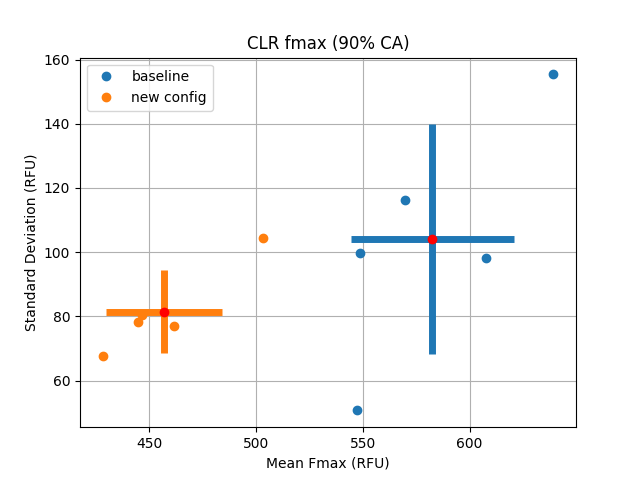 CLR fmax (90% CA)
baseline
new config
Standard Deviation (RFU)
160
140
120
100
80
60
450 500 550 600
Mean Fmax (RFU)